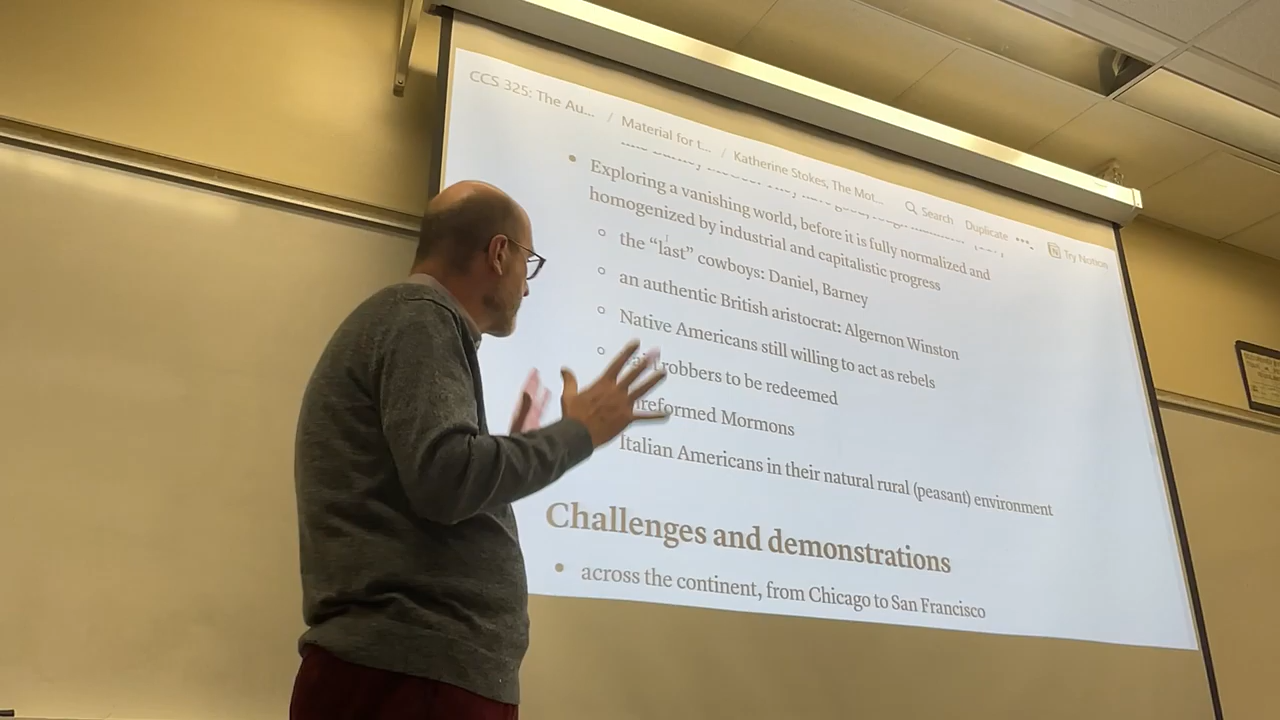 CCS 325: The Au... / Material for t... / Katherine Stokes, The Mot... Search Duplicate ••• Try Notion
• Exploring a vanishing world, before it is fully normalized and
homogenized by industrial and capitalistic progress
○ the “last” cowboys: Daniel, Barney
○ an authentic British aristocrat: Algernon Winston
○ Native Americans still willing to act as rebels
○ robbers to be redeemed
Mormons
Italian Americans in their natural rural (peasant) environment
Challenges and demonstrations
• across the continent, from Chicago to San Francisco